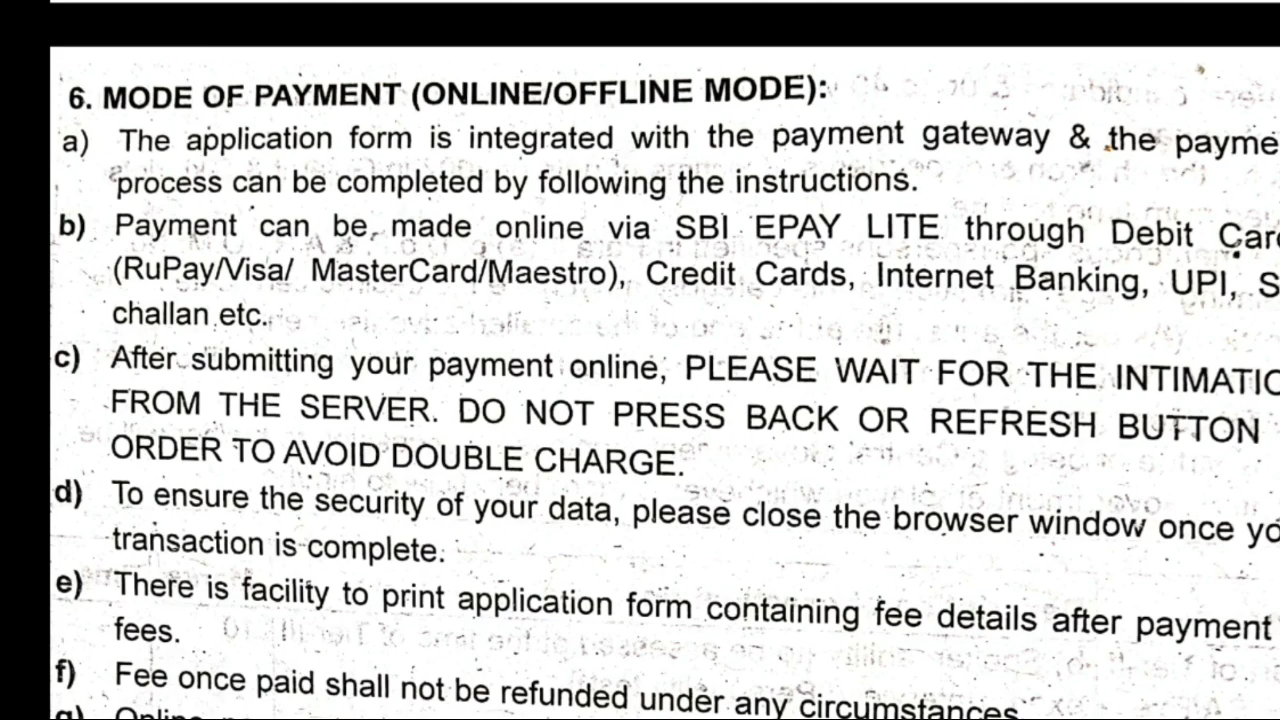 6. MODE OF PAYMENT (ONLINE/OFFLINE MODE):
a) The application form is integrated with the payment gateway & the payme
process can be completed by following the instructions.
b) Payment can be made online via SBI EPAY LITE through Debit Car
(RuPay/Visa/ MasterCard/Maestro), Credit Cards, Internet Banking, UPI, S
challan etc.
c) After submitting your payment online, PLEASE WAIT FOR THE INTIMATIO
FROM THE SERVER. DO NOT PRESS BACK OR REFRESH BUTTON
ORDER TO AVOID DOUBLE CHARGE.
d) To ensure the security of your data, please close the browser window once yo
transaction is complete.
e) There is facility to print application form containing fee details after payment
fees.
f) Fee once paid shall not be refunded under any circumstances.
g) Online